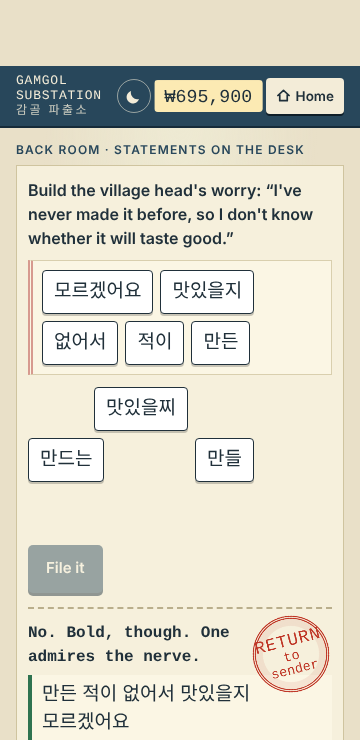 GAMGOL
SUBSTATION
감골 파출소
₩695,900
Home
BACK ROOM · STATEMENTS ON THE DESK
Build the village head's worry: “I've
never made it before, so I don't know
whether it will taste good.”
모르겠어요 맛있을지
없어서 적이 만든
맛있을찌
만드는 만들
File it
No. Bold, though. One
admires the nerve.
RETURN
to
sender
만든 적이 없어서 맛있을지
모르겠어요